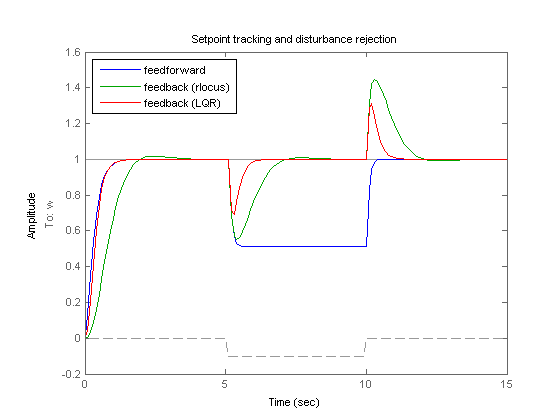 Setpoint tracking and disturbance rejection
feedforward
feedback (rlocus)
feedback (LQR)
Amplitude
To: w
1.6
1.4
1.2
1
0.8
0.6
0.4
0.2
0
-0.2
0
5
10
15
Time (sec)